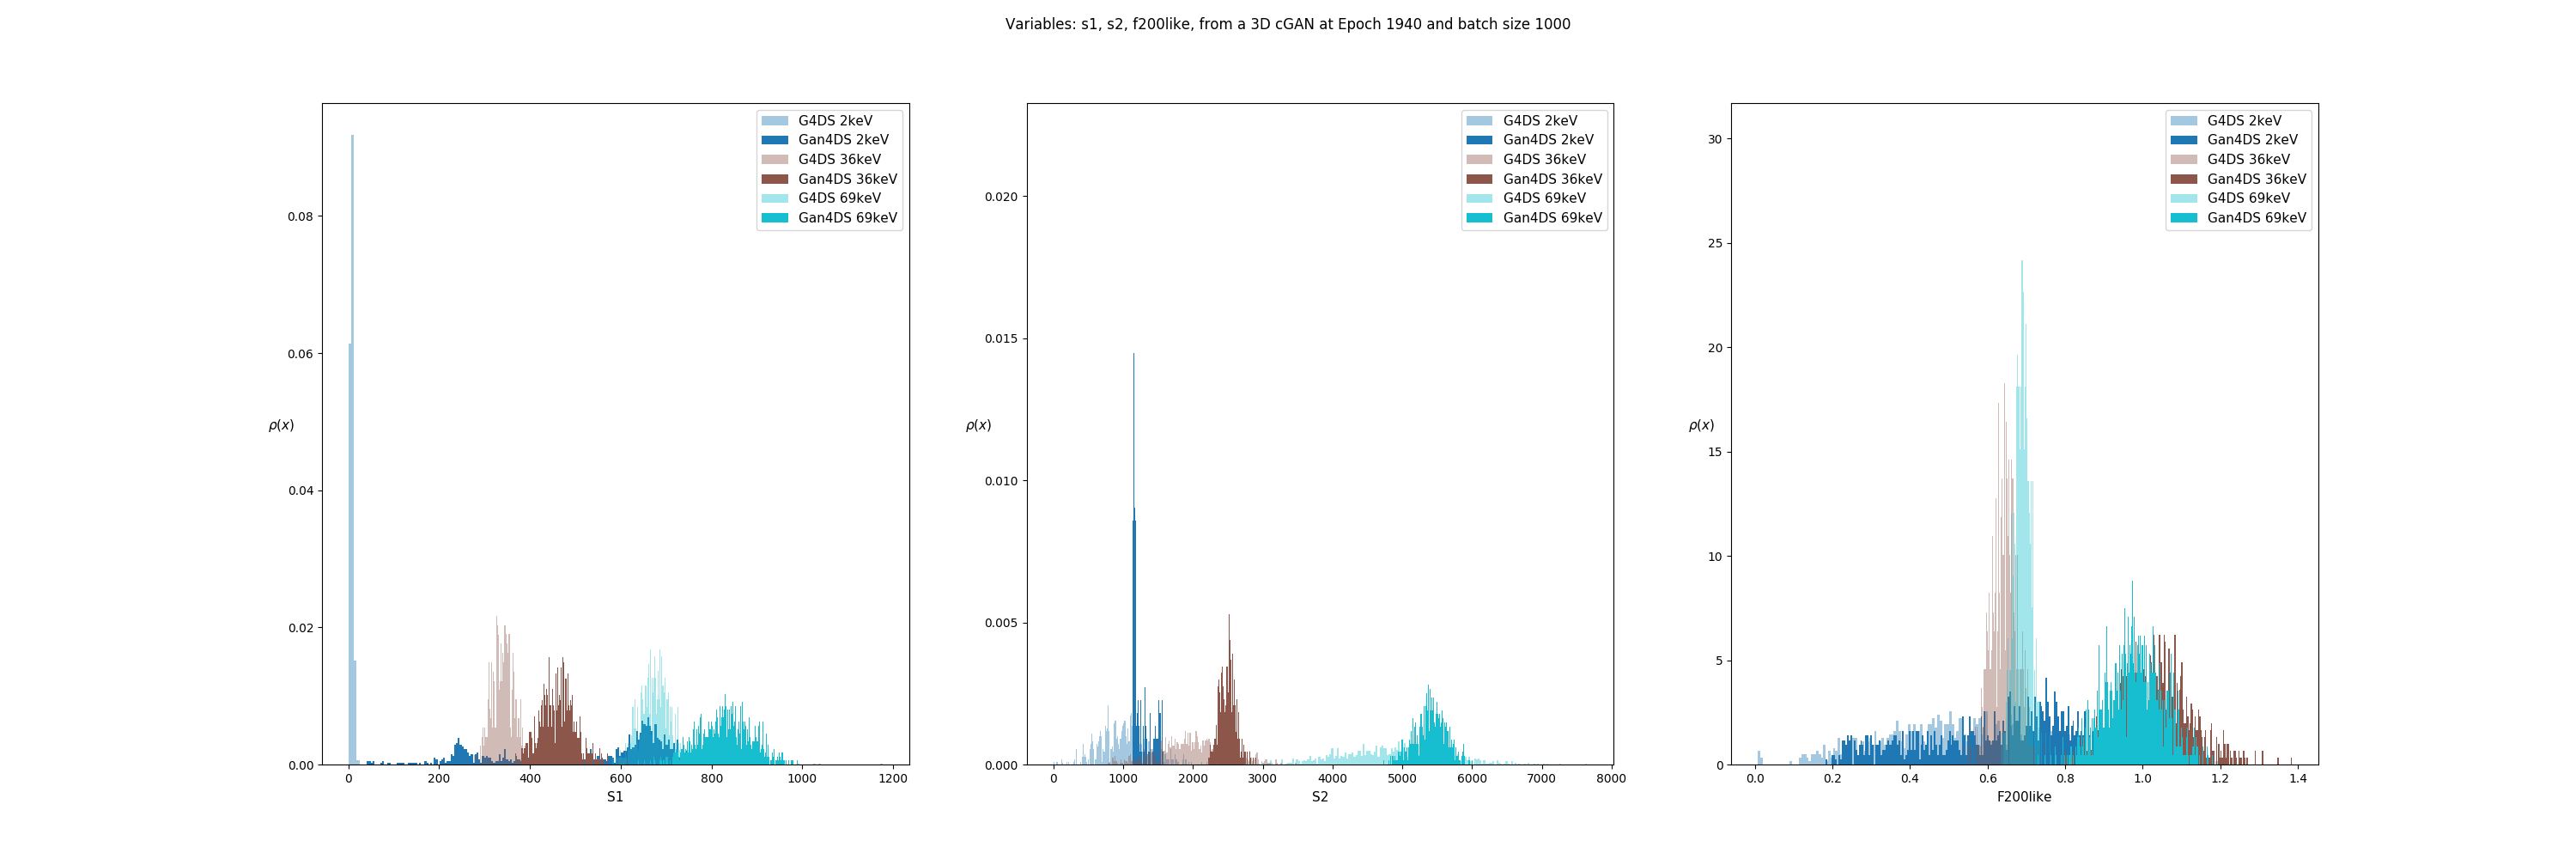 Variables: s1, s2, f200like, from a 3D cGAN at Epoch 1940 and batch size 1000
G4DS 2keV
Gan4DS 2keV
G4DS 36keV
Gan4DS 36keV
G4DS 69keV
Gan4DS 69keV
0.08
0.06
0.04
0.02
0.00
ρ(x)
0 200 400 600 800 1000 1200
S1
G4DS 2keV
Gan4DS 2keV
G4DS 36keV
Gan4DS 36keV
G4DS 69keV
Gan4DS 69keV
0.020
0.015
0.010
0.005
0.000
ρ(x)
0 1000 2000 3000 4000 5000 6000 7000 8000
S2
G4DS 2keV
Gan4DS 2keV
G4DS 36keV
Gan4DS 36keV
G4DS 69keV
Gan4DS 69keV
30
25
20
15
10
5
0
ρ(x)
0.0 0.2 0.4 0.6 0.8 1.0 1.2 1.4
F200like